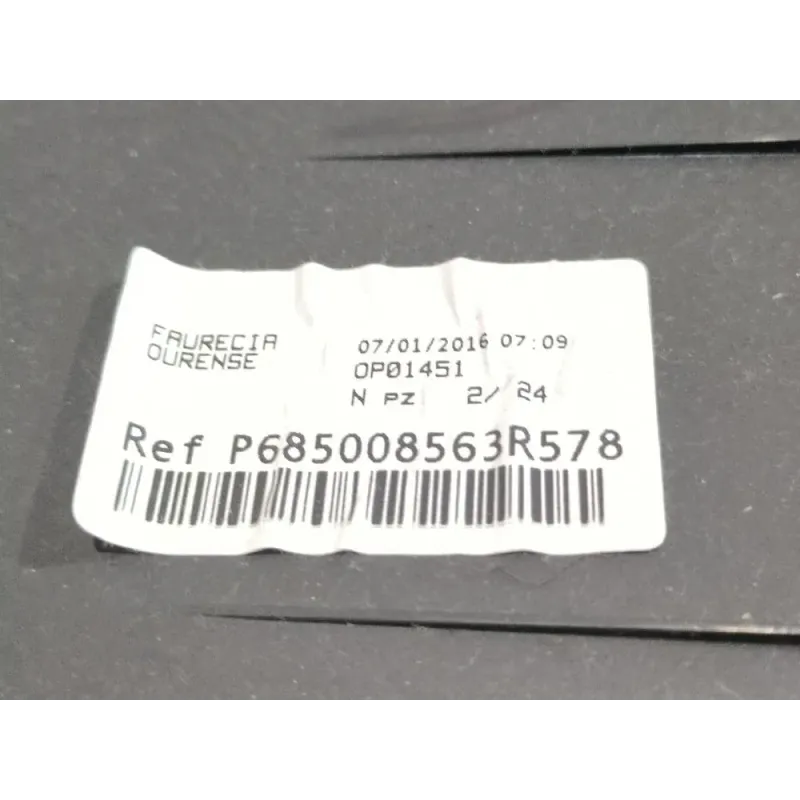 FAURECIA
OURENSE
07/01/2016 07:09
OP01451
N pz 2/ 24
Ref P685008563R578